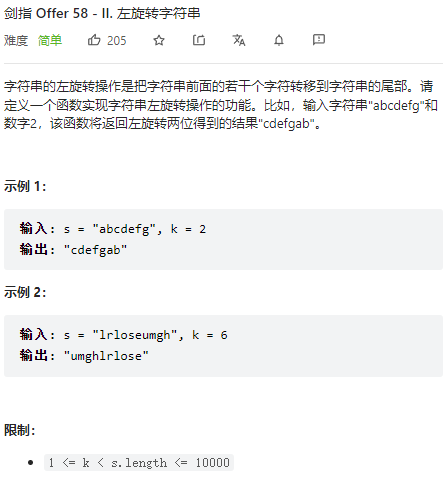 剑指 Offer 58 - II. 左旋转字符串
难度 简单 205
字符串的左旋转操作是把字符串前面的若干个字符转移到字符串的尾部。请
定义一个函数实现字符串左旋转操作的功能。比如，输入字符串"abcdefg"和
数字2，该函数将返回左旋转两位得到的结果"cdefgab"。
示例 1：
输入: s = "abcdefg", k = 2
输出: "cdefgab"
示例 2：
输入: s = "lrloseumgh", k = 6
输出: "umghlrlose"
限制：
1 <= k < s.length <= 10000